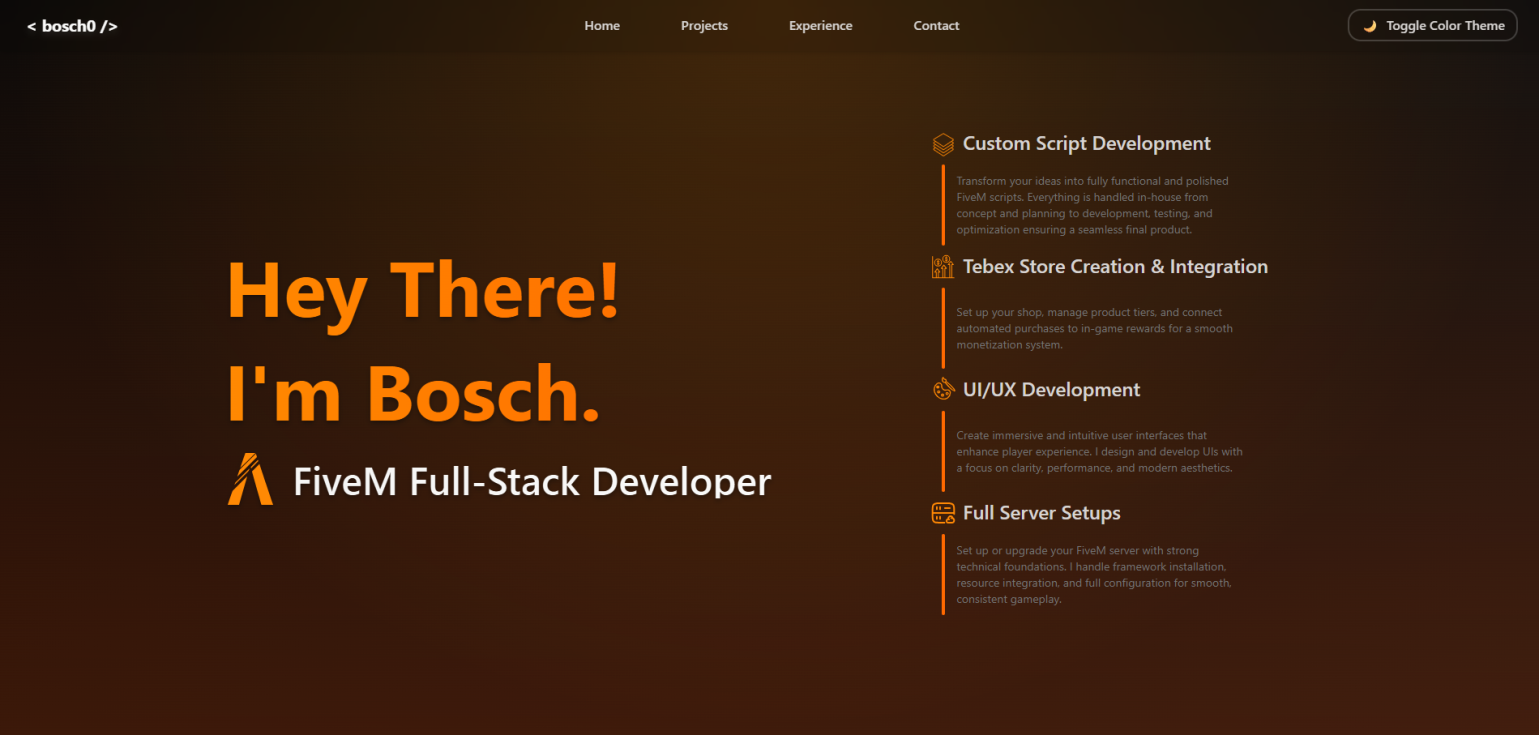 < bosch0 />
Home
Projects
Experience
Contact
🌙 Toggle Color Theme
Hey There!
I'm Bosch.
FiveM Full-Stack Developer
Custom Script Development
Transform your ideas into fully functional and polished
FiveM scripts. Everything is handled in-house from
concept and planning to development, testing, and
optimization ensuring a seamless final product.
Tebex Store Creation & Integration
Set up your shop, manage product tiers, and connect
automated purchases to in-game rewards for a smooth
monetization system.
UI/UX Development
Create immersive and intuitive user interfaces that
enhance player experience. I design and develop UIs with
a focus on clarity, performance, and modern aesthetics.
Full Server Setups
Set up or upgrade your FiveM server with strong
technical foundations. I handle framework installation,
resource integration, and full configuration for smooth,
consistent gameplay.